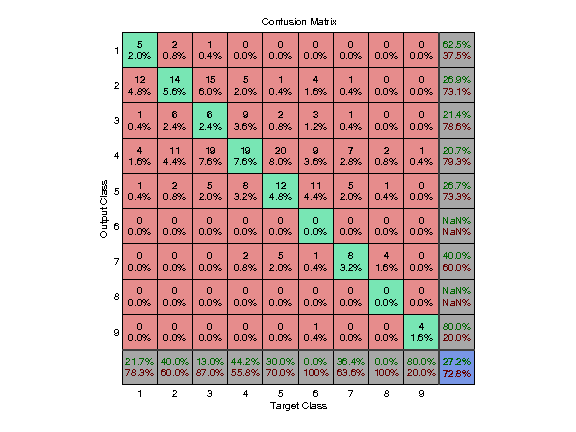 Confusion Matrix
1 5 2 1 0 0 0 0 0 0 62.5%
2.0% 0.8% 0.4% 0.0% 0.0% 0.0% 0.0% 0.0% 0.0% 37.5%
2 12 14 15 5 1 4 1 0 0 26.9%
4.8% 5.6% 6.0% 2.0% 0.4% 1.6% 0.4% 0.0% 0.0% 73.1%
3 1 6 6 9 2 3 1 0 0 21.4%
0.4% 2.4% 2.4% 3.6% 0.8% 1.2% 0.4% 0.0% 0.0% 78.6%
4 4 11 19 19 20 9 7 2 1 20.7%
1.6% 4.4% 7.6% 7.6% 8.0% 3.6% 2.8% 0.8% 0.4% 79.3%
5 1 2 5 8 12 11 5 1 0 26.7%
0.4% 0.8% 2.0% 3.2% 4.8% 4.4% 2.0% 0.4% 0.0% 73.3%
6 0 0 0 0 0 0 0 0 0 NaN%
0.0% 0.0% 0.0% 0.0% 0.0% 0.0% 0.0% 0.0% 0.0% NaN%
7 0 0 0 2 5 1 8 4 0 40.0%
0.0% 0.0% 0.0% 0.8% 2.0% 0.4% 3.2% 1.6% 0.0% 60.0%
8 0 0 0 0 0 0 0 0 0 NaN%
0.0% 0.0% 0.0% 0.0% 0.0% 0.0% 0.0% 0.0% 0.0% NaN%
9 0 0 0 0 0 1 0 0 4 80.0%
0.0% 0.0% 0.0% 0.0% 0.0% 0.4% 0.0% 0.0% 1.6% 20.0%
21.7% 40.0% 13.0% 44.2% 30.0% 0.0% 36.4% 0.0% 80.0% 27.2%
78.3% 60.0% 87.0% 55.8% 70.0% 100% 63.6% 100% 20.0% 72.8%
1 2 3 4 5 6 7 8 9
Target Class
Output Class